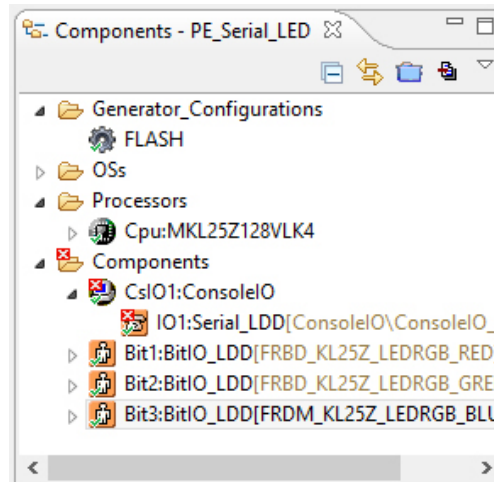 Components - PE_Serial_LED
Generator_Configurations
FLASH
OSs
Processors
Cpu:MKL25Z128VLK4
Components
CsIO1:ConsoleIO
IO1:Serial_LDD[ConsoleIO\ConsoleIO_
Bit1:BitIO_LDD[FRBD_KL25Z_LEDRGB_RED
Bit2:BitIO_LDD[FRBD_KL25Z_LEDRGB_GRE
Bit3:BitIO_LDD[FRDM_KL25Z_LEDRGB_BLU